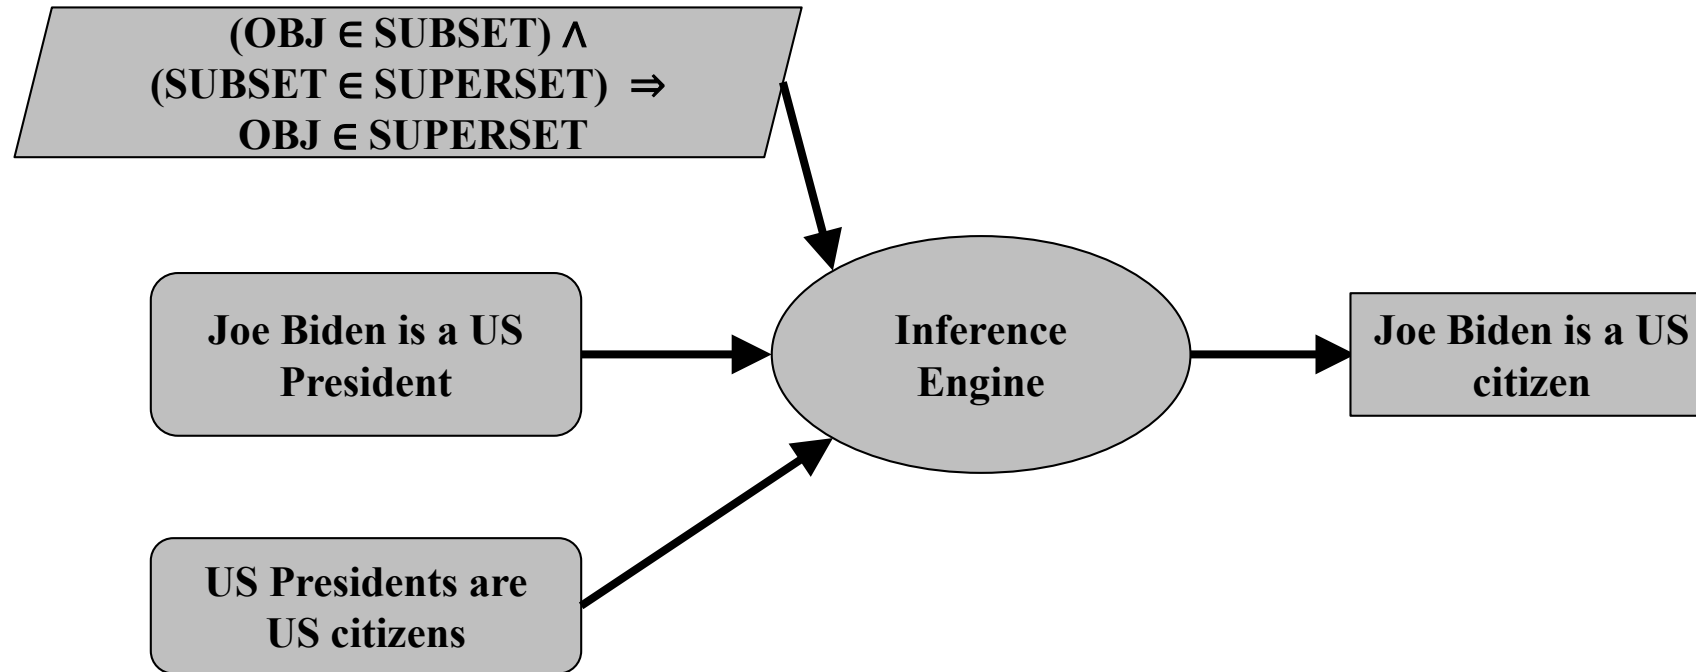 (OBJ ∈ SUBSET) ∧
(SUBSET ∈ SUPERSET) ⇒
OBJ ∈ SUPERSET
Joe Biden is a US
President
Inference
Engine
Joe Biden is a US
citizen
US Presidents are
US citizens